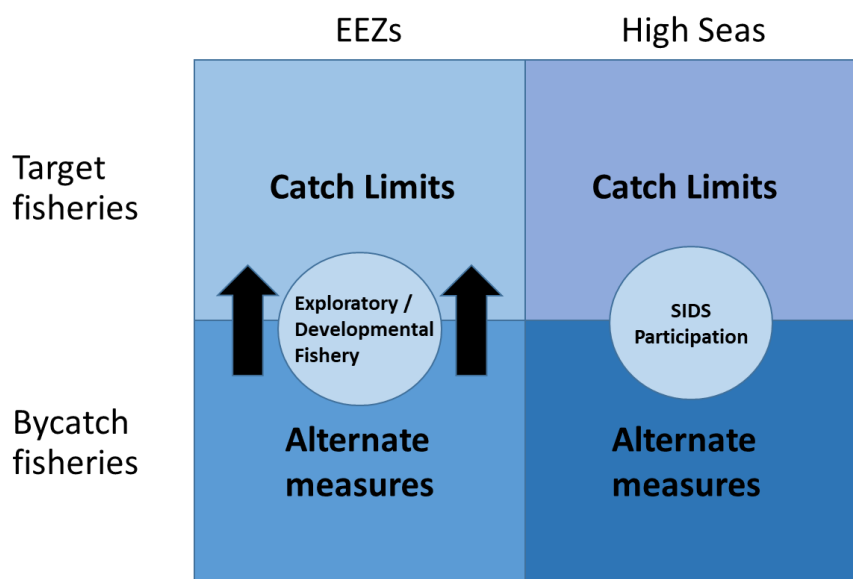 EEZs
High Seas
Target
fisheries
Catch Limits
Catch Limits
Exploratory /
Developmental
Fishery
SIDS
Participation
Bycatch
fisheries
Alternate
measures
Alternate
measures